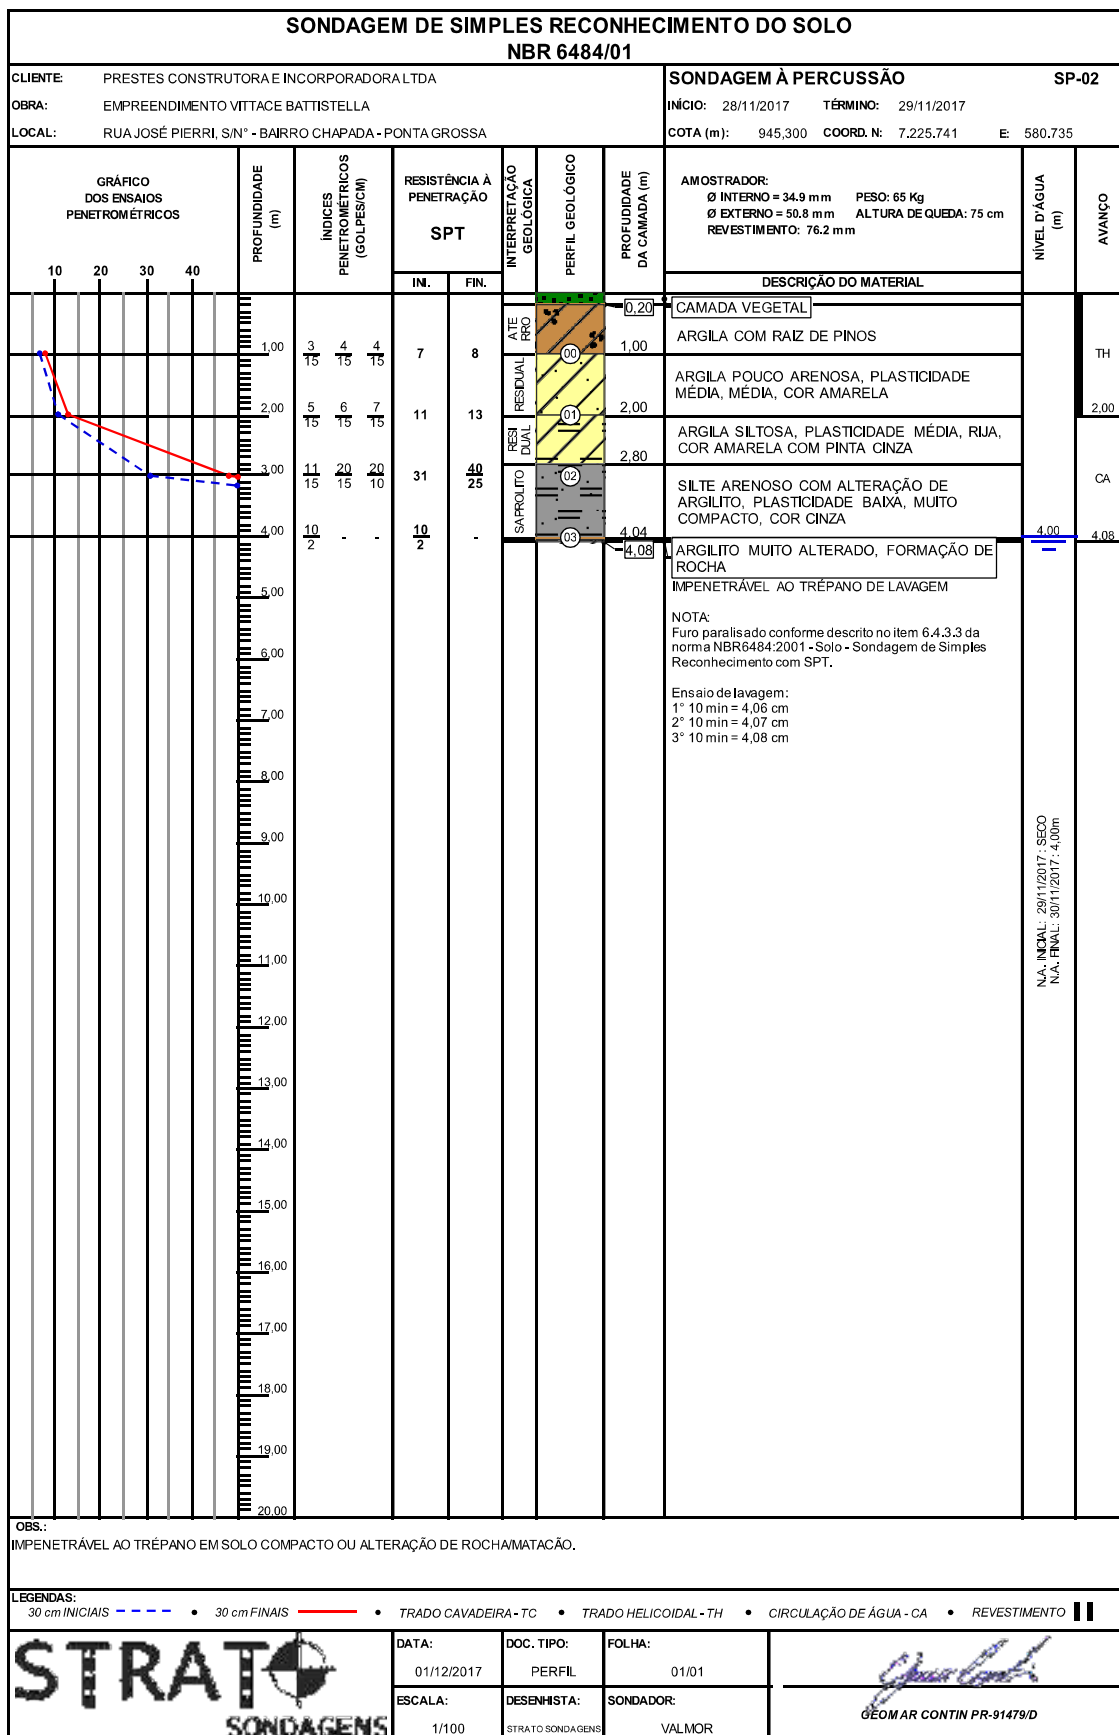 SONDAGEM DE SIMPLES RECONHECIMENTO DO SOLO
NBR 6484/01
CLIENTE: PRESTES CONSTRUTORA E INCORPORADORA LTDA
OBRA: EMPREENDIMENTO VITTACE BATTISTELLA
LOCAL: RUA JOSÉ PIERRI, S/N° - BAIRRO CHAPADA - PONTA GROSSA
SONDAGEM À PERCUSSÃO SP-02
INÍCIO: 28/11/2017 TÉRMINO: 29/11/2017
COTA (m): 945,300 COORD. N: 7.225.741 E: 580.735
GRÁFICO
DOS ENSAIOS
PENETROMÉTRICOS
10 20 30 40
PROFUNDIDADE
(m)
ÍNDICES
PENETROMÉTRICOS
(GOLPES/CM)
RESISTÊNCIA À
PENETRAÇÃO
SPT
INI. FIN.
INTERPRETAÇÃO
GEOLÓGICA
PERFIL GEOLÓGICO
PROFUDIDADE
DA CAMADA (m)
AMOSTRADOR:
Ø INTERNO = 34.9 mm PESO: 65 Kg
Ø EXTERNO = 50.8 mm ALTURA DE QUEDA: 75 cm
REVESTIMENTO: 76.2 mm
DESCRIÇÃO DO MATERIAL
NÍVEL D'ÁGUA
(m)
AVANÇO
0,20 CAMADA VEGETAL
ATE
RRO
ARGILA COM RAIZ DE PINOS
1,00 3/15 4/15 4/15 7 8 00 1,00 TH
RESIDUAL
ARGILA POUCO ARENOSA, PLASTICIDADE
MÉDIA, MÉDIA, COR AMARELA
2,00 5/15 6/15 7/15 11 13 01 2,00 2,00
RESI
DUAL
ARGILA SILTOSA, PLASTICIDADE MÉDIA, RIJA,
COR AMARELA COM PINTA CINZA
2,80
3,00 11/15 20/15 20/10 31 40/25 02 CA
SAPROLITO
SILTE ARENOSO COM ALTERAÇÃO DE
ARGILITO, PLASTICIDADE BAIXA, MUITO
COMPACTO, COR CINZA
4,00 10/2 - - 10/2 - 03 4,04 4,00 4,08
4,08 ARGILITO MUITO ALTERADO, FORMAÇÃO DE
ROCHA
IMPENETRÁVEL AO TRÉPANO DE LAVAGEM
NOTA:
Furo paralisado conforme descrito no item 6.4.3.3 da
norma NBR6484:2001 - Solo - Sondagem de Simples
Reconhecimento com SPT.
Ensaio de lavagem:
1° 10 min = 4,06 cm
2° 10 min = 4,07 cm
3° 10 min = 4,08 cm
5,00
6,00
7,00
8,00
9,00
10,00
11,00
12,00
13,00
14,00
15,00
16,00
17,00
18,00
19,00
20,00
N.A. INICIAL: 29/11/2017 : SECO
N.A. FINAL: 30/11/2017 : 4,00m
OBS.:
IMPENETRÁVEL AO TRÉPANO EM SOLO COMPACTO OU ALTERAÇÃO DE ROCHA/MATACÃO.
LEGENDAS:
30 cm INICIAIS • 30 cm FINAIS • TRADO CAVADEIRA - TC • TRADO HELICOIDAL - TH • CIRCULAÇÃO DE ÁGUA - CA • REVESTIMENTO
STRATO
SONDAGENS
DATA: DOC. TIPO: FOLHA:
01/12/2017 PERFIL 01/01
ESCALA: DESENHISTA: SONDADOR:
1/100 STRATO SONDAGENS VALMOR
GEOMAR CONTIN PR-91479/D